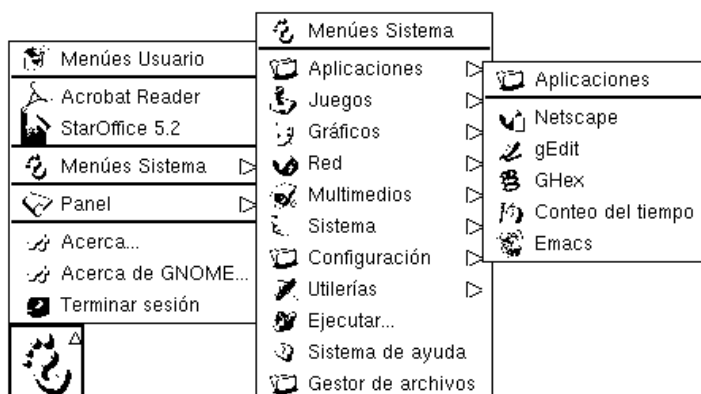 Menúes Usuario
Acrobat Reader
StarOffice 5.2
Menúes Sistema
Panel
Acerca...
Acerca de GNOME...
Terminar sesión
Menúes Sistema
Aplicaciones
Juegos
Gráficos
Red
Multimedios
Sistema
Configuración
Utilerías
Ejecutar...
Sistema de ayuda
Gestor de archivos
Aplicaciones
Netscape
gEdit
GHex
Conteo del tiempo
Emacs